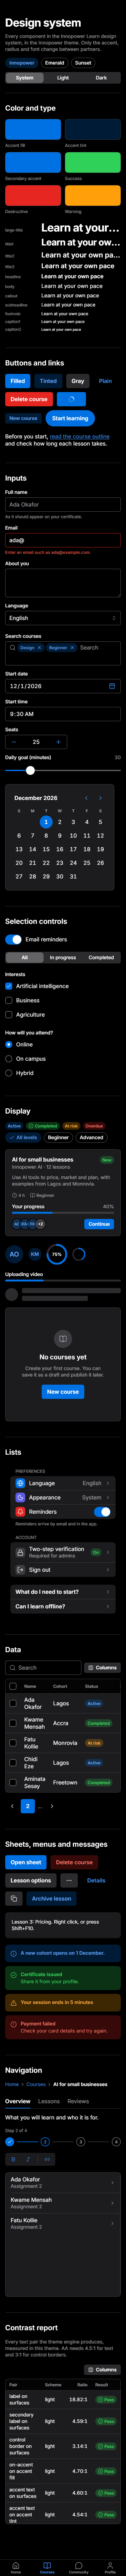 Design system
Every component in the Innopower Learn design
system, in the Innopower theme. Only the accent,
radius and font change between partners.
Innopower Emerald Sunset
System Light Dark
Color and type
Accent fill Accent tint
Secondary accent Success
Destructive Warning
large-title Learn at your…
title1 Learn at your ow…
title2 Learn at your own pa…
title3 Learn at your own pace
headline Learn at your own pace
body Learn at your own pace
callout Learn at your own pace
subheadline Learn at your own pace
footnote Learn at your own pace
caption1 Learn at your own pace
caption2 Learn at your own pace
Buttons and links
Filled Tinted Gray Plain
Delete course
New course Start learning
Before you start, read the course outline
and check how long each lesson takes.
Inputs
Full name
Ada Okafor
As it should appear on your certificate.
Email
ada@
Enter an email such as ada@example.com.
About you
Language
English
Search courses
Design Beginner Search
Start date
12/1/2026
Start time
9:30 AM
Seats
25
Daily goal (minutes) 30
December 2026
S M T W T F S
1 2 3 4 5
6 7 8 9 10 11 12
13 14 15 16 17 18 19
20 21 22 23 24 25 26
27 28 29 30 31
Selection controls
Email reminders
All In progress Completed
Interests
Artificial intelligence
Business
Agriculture
How will you attend?
Online
On campus
Hybrid
Display
Active Completed At risk Overdue
All levels Beginner Advanced
AI for small businesses New
Innopower AI · 12 lessons
Use AI tools to price, market and plan, with
examples from Lagos and Monrovia.
4 h Beginner
Your progress 40%
+2 Continue
AO KM 75%
Uploading video
No courses yet
Create your first course. You can
save it as a draft and publish it later.
New course
Lists
PREFERENCES
Language English
Appearance System
Reminders
Reminders arrive by email and in the app.
ACCOUNT
Two-step verification On
Required for admins
Sign out
What do I need to start?
Can I learn offline?
Data
Search Columns
Name Cohort Status
Ada
Okafor Lagos Active
Kwame
Mensah Accra Completed
Fatu
Kollie Monrovia At risk
Chidi
Eze Lagos Active
Aminata
Sesay Freetown Completed
2 …
Sheets, menus and messages
Open sheet Delete course
Lesson options Details
Archive lesson
Lesson 3: Pricing. Right click, or press
Shift+F10.
A new cohort opens on 1 December.
Certificate issued
Share it from your profile.
Your session ends in 5 minutes
Payment failed
Check your card details and try again.
Navigation
Home Courses AI for small businesses
Overview Lessons Reviews
What you will learn and who it is for.
Step 2 of 4
2 3 4
B I
Ada Okafor
Assignment 2
Kwame Mensah
Assignment 2
Fatu Kollie
Assignment 2
Contrast report
Every text pair the theme engine produces,
measured in this theme. AA needs 4.5:1 for text
and 3:1 for control borders.
Columns
Pair Scheme Ratio Result
label on
surfaces light 18.82:1 Pass
secondary
label on
surfaces light 4.59:1 Pass
control
border on
surfaces light 3.14:1 Pass
on-accent
on accent
fill light 4.70:1 Pass
accent text
on surfaces light 4.60:1 Pass
accent text
on accent
tint light 4.54:1 Pass
Home Courses Community Profile